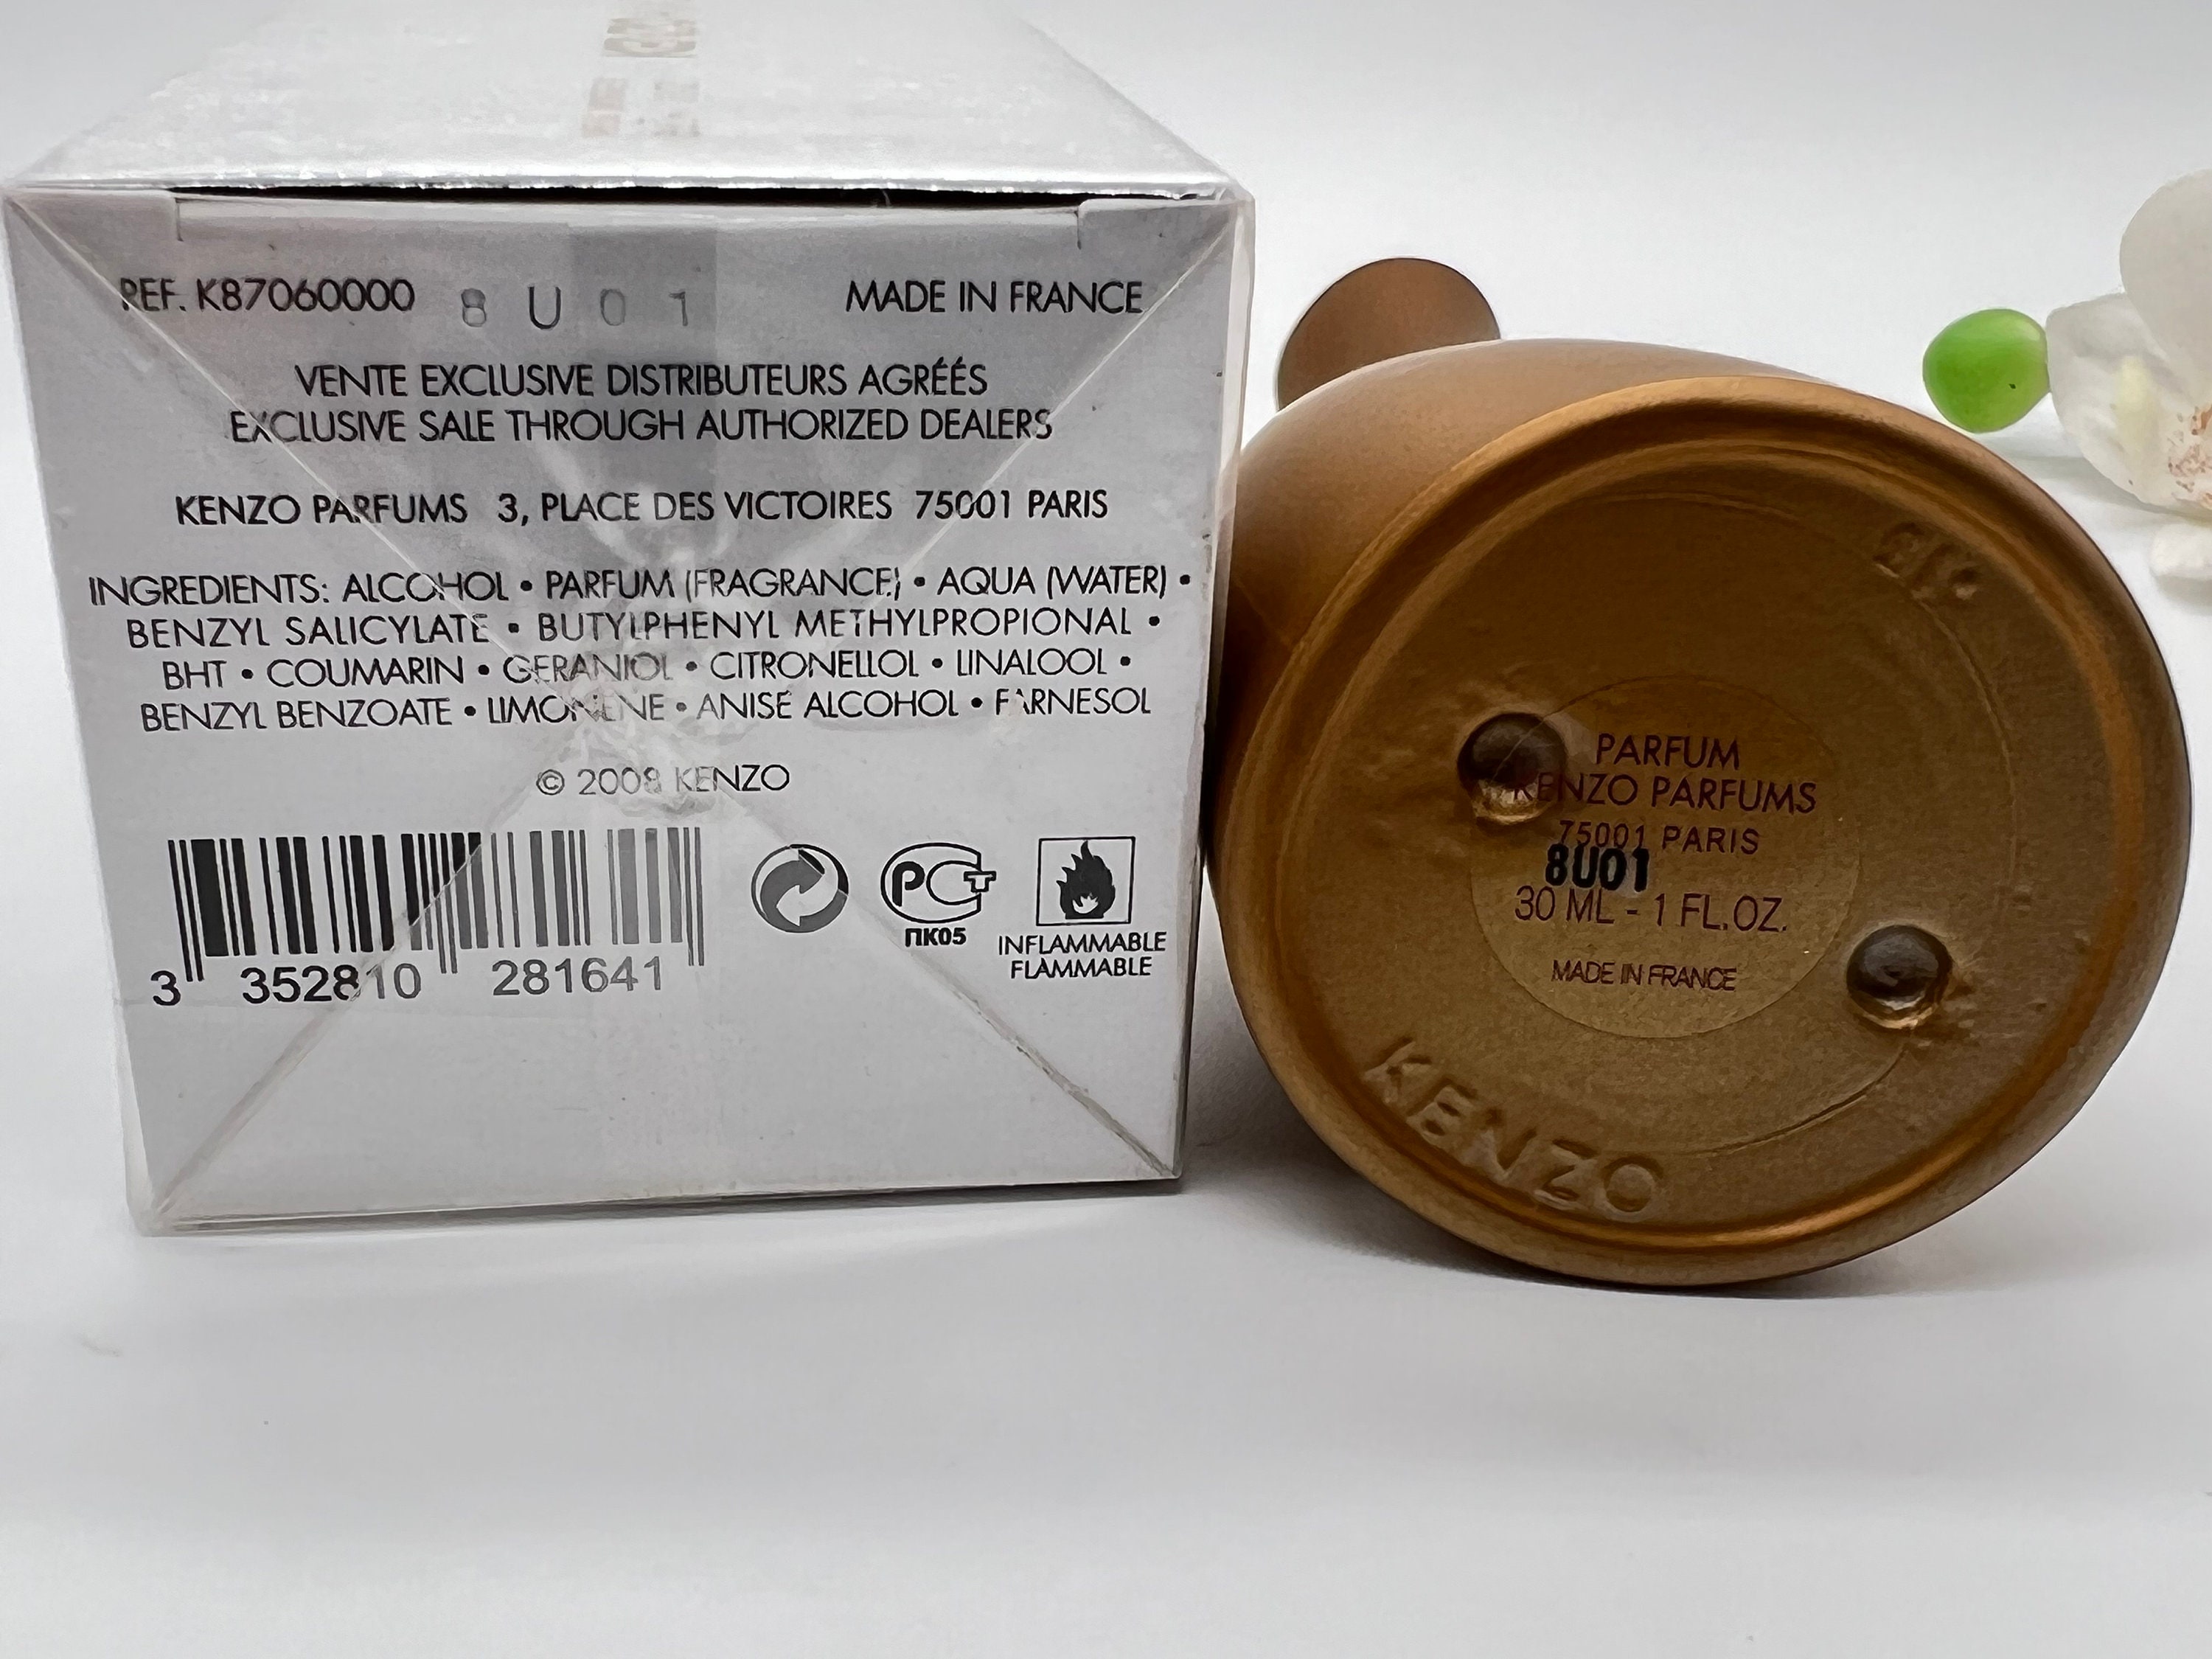 REF. K87060000 8 U 0 1 MADE IN FRANCE
VENTE EXCLUSIVE DISTRIBUTEURS AGRÉÉS
EXCLUSIVE SALE THROUGH AUTHORIZED DEALERS
KENZO PARFUMS 3, PLACE DES VICTOIRES 75001 PARIS
INGREDIENTS: ALCOHOL • PARFUM (FRAGRANCE) • AQUA (WATER) •
BENZYL SALICYLATE • BUTYLPHENYL METHYLPROPIONAL •
BHT • COUMARIN • GERANIOL • CITRONELLOL • LINALOOL •
BENZYL BENZOATE • LIMONENE • ANISE ALCOHOL • FARNESOL
© 2008 KENZO
3 352810 281641
РСТ
ПК05
INFLAMMABLE
FLAMMABLE
PARFUM
KENZO PARFUMS
75001 PARIS
8U01
30 ML - 1 FL.OZ.
MADE IN FRANCE
KENZO